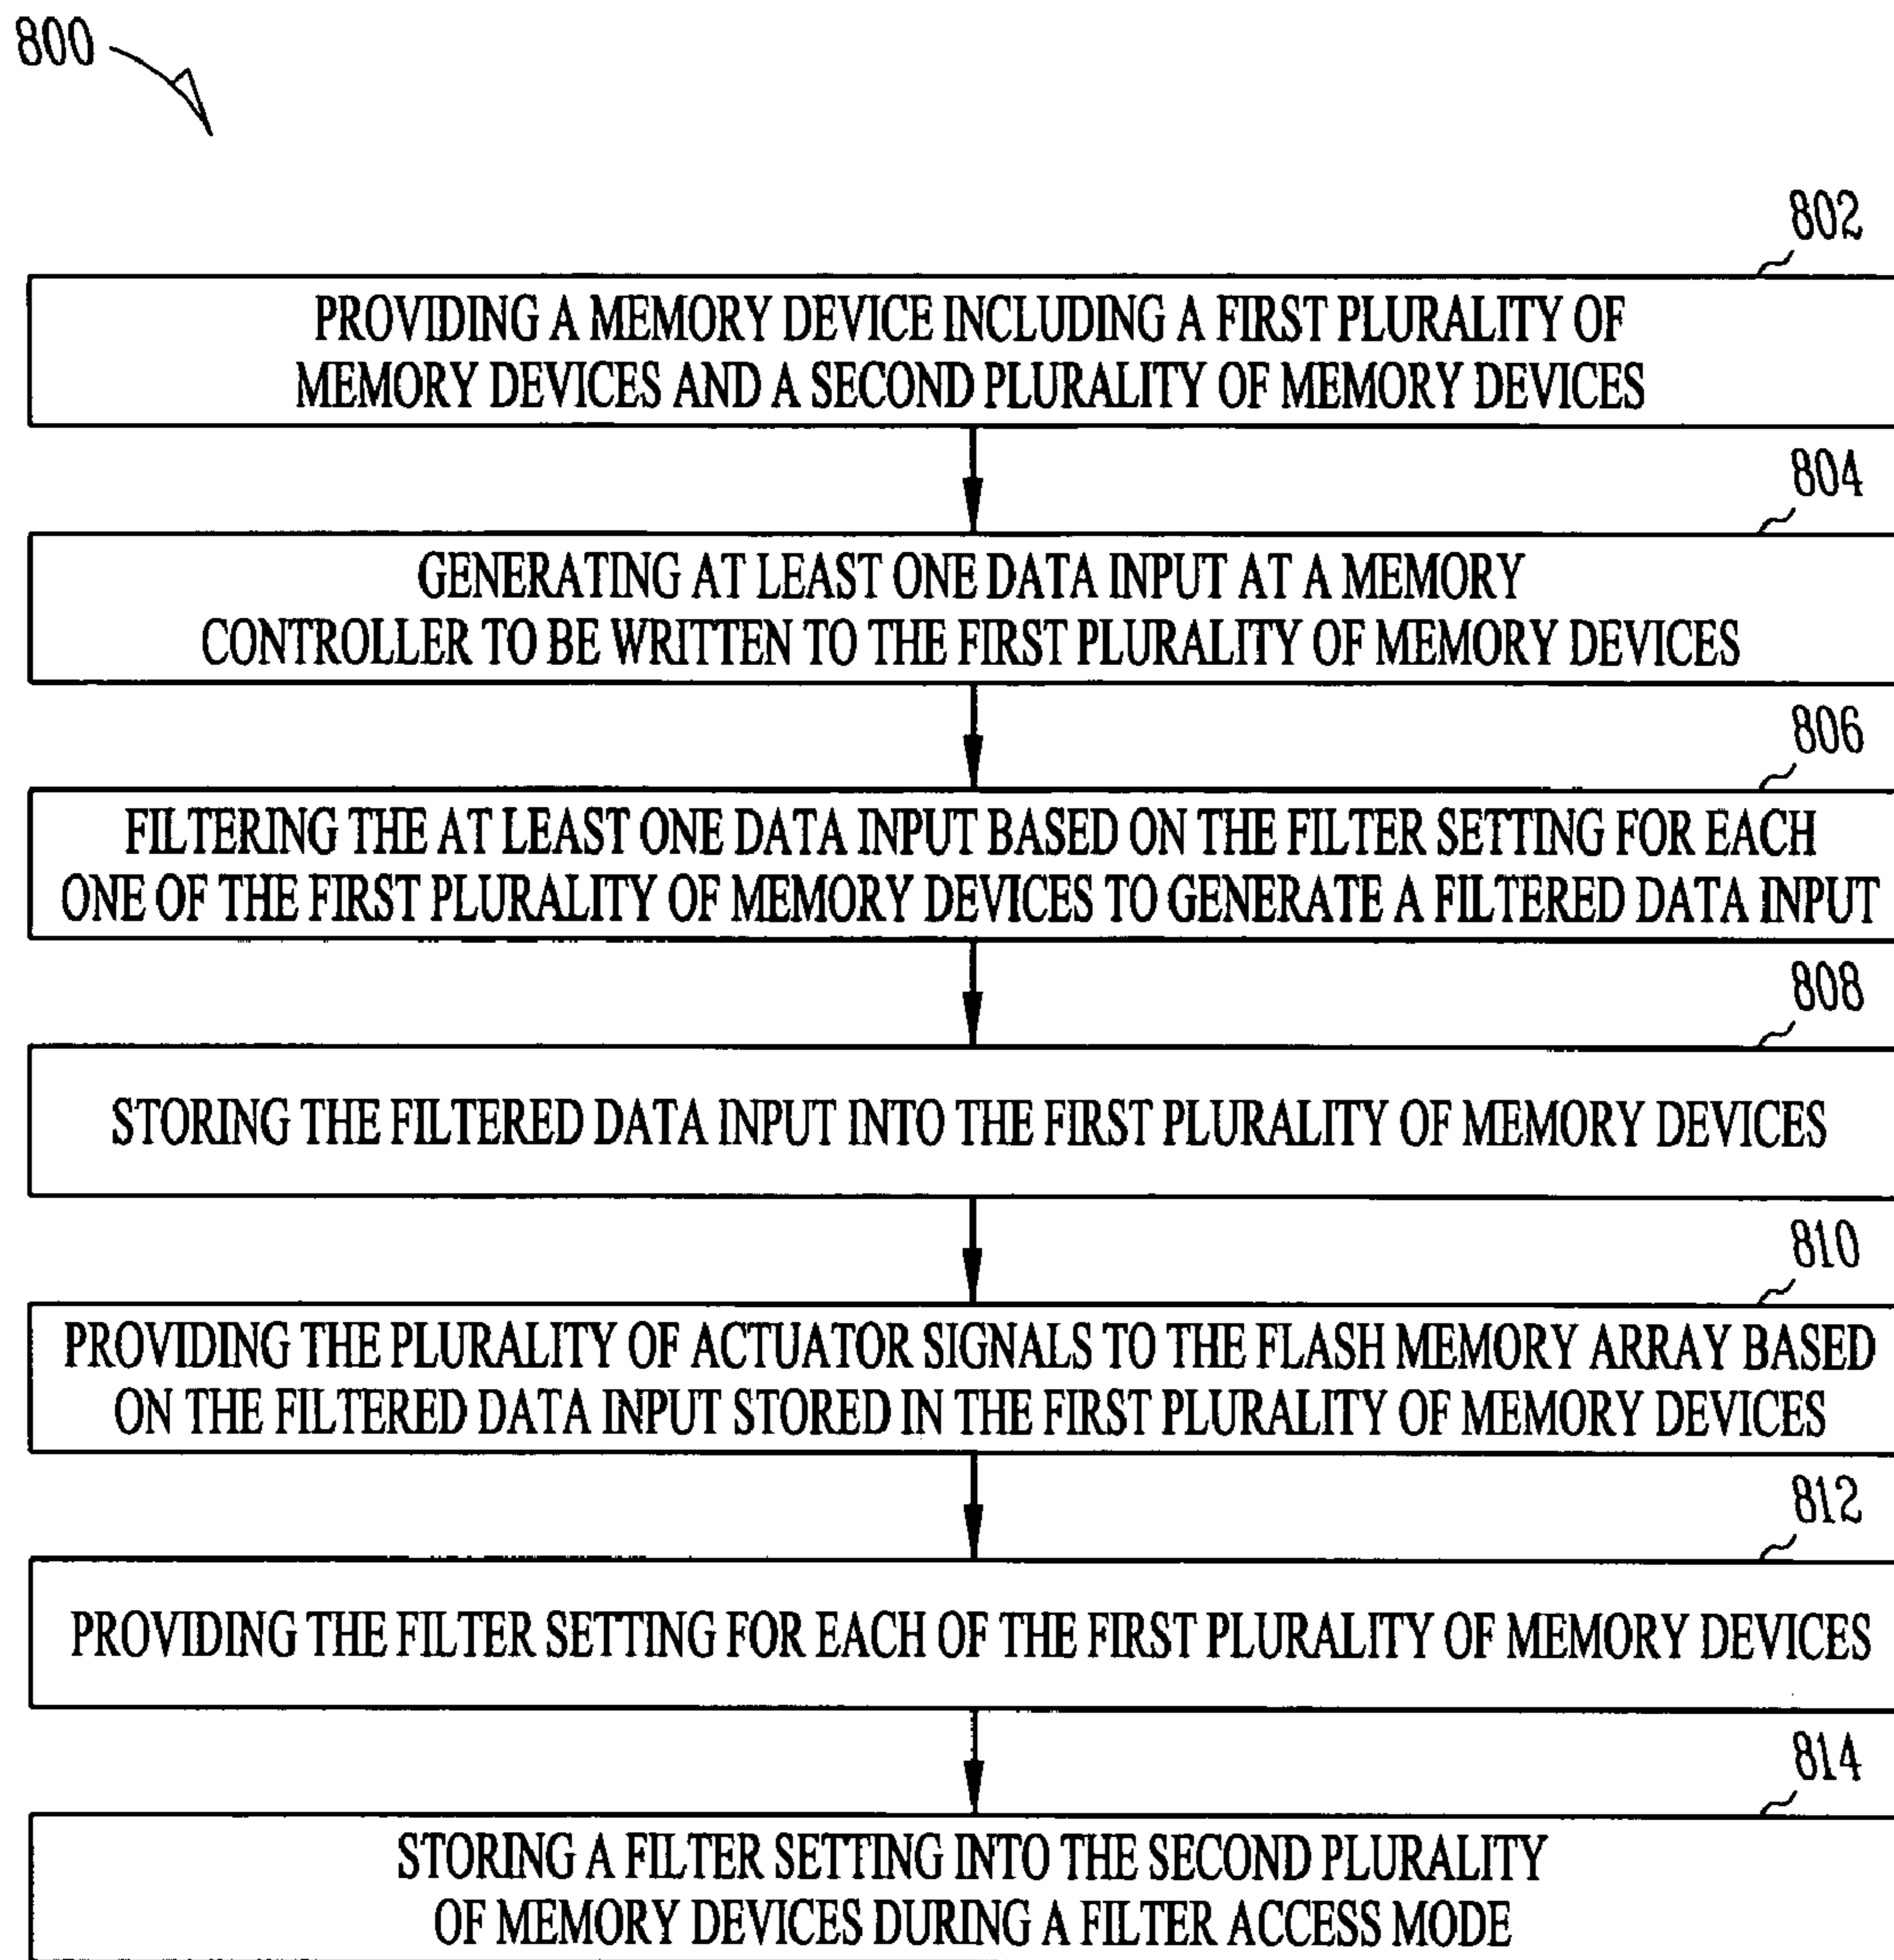 800
802
PROVIDING A MEMORY DEVICE INCLUDING A FIRST PLURALITY OF
MEMORY DEVICES AND A SECOND PLURALITY OF MEMORY DEVICES
804
GENERATING AT LEAST ONE DATA INPUT AT A MEMORY
CONTROLLER TO BE WRITTEN TO THE FIRST PLURALITY OF MEMORY DEVICES
806
FILTERING THE AT LEAST ONE DATA INPUT BASED ON THE FILTER SETTING FOR EACH
ONE OF THE FIRST PLURALITY OF MEMORY DEVICES TO GENERATE A FILTERED DATA INPUT
808
STORING THE FILTERED DATA INPUT INTO THE FIRST PLURALITY OF MEMORY DEVICES
810
PROVIDING THE PLURALITY OF ACTUATOR SIGNALS TO THE FLASH MEMORY ARRAY BASED
ON THE FILTERED DATA INPUT STORED IN THE FIRST PLURALITY OF MEMORY DEVICES
812
PROVIDING THE FILTER SETTING FOR EACH OF THE FIRST PLURALITY OF MEMORY DEVICES
814
STORING A FILTER SETTING INTO THE SECOND PLURALITY
OF MEMORY DEVICES DURING A FILTER ACCESS MODE